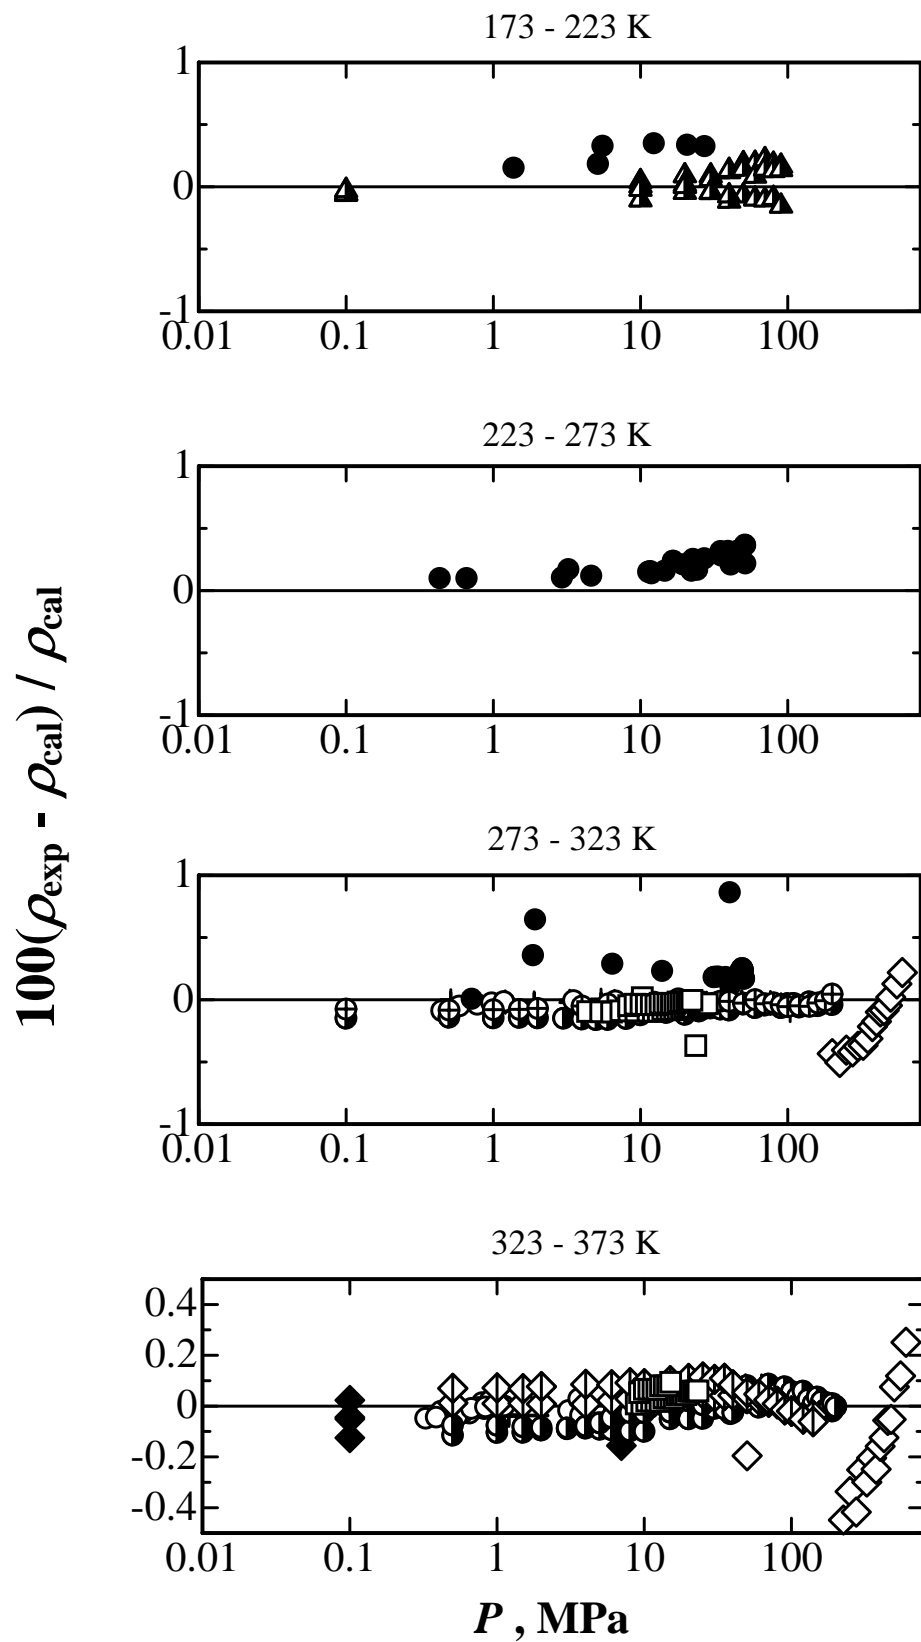 173 - 223 K
1
0
-1
0.01 0.1 1 10 100
223 - 273 K
1
0
-1
0.01 0.1 1 10 100
273 - 323 K
1
0
-1
0.01 0.1 1 10 100
323 - 373 K
0.4
0.2
0
-0.2
-0.4
0.01 0.1 1 10 100
P , MPa
100(ρexp - ρcal) / ρcal